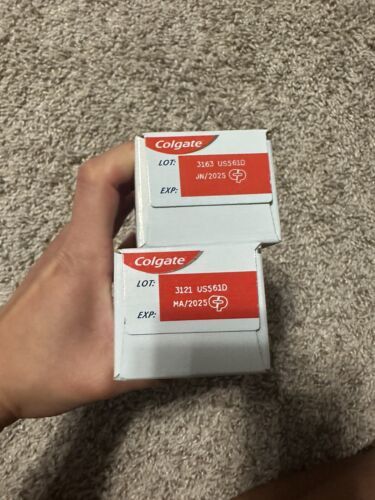 Colgate
LOT: 3163 US561D
JN/2025
EXP:
Colgate
LOT: 3121 US561D
MA/2025
EXP: